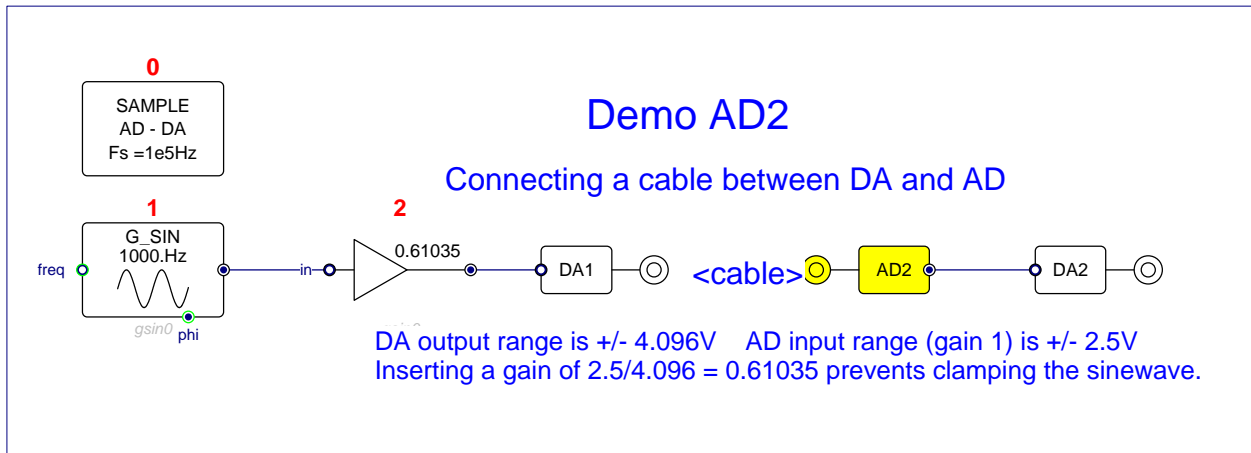 0
SAMPLE
AD - DA
Fs =1e5Hz
Demo AD2
Connecting a cable between DA and AD
1
2
G_SIN
1000.Hz
freq
in
0.61035
DA1
<cable>
AD2
DA2
gsin0
phi
DA output range is +/- 4.096V AD input range (gain 1) is +/- 2.5V
Inserting a gain of 2.5/4.096 = 0.61035 prevents clamping the sinewave.